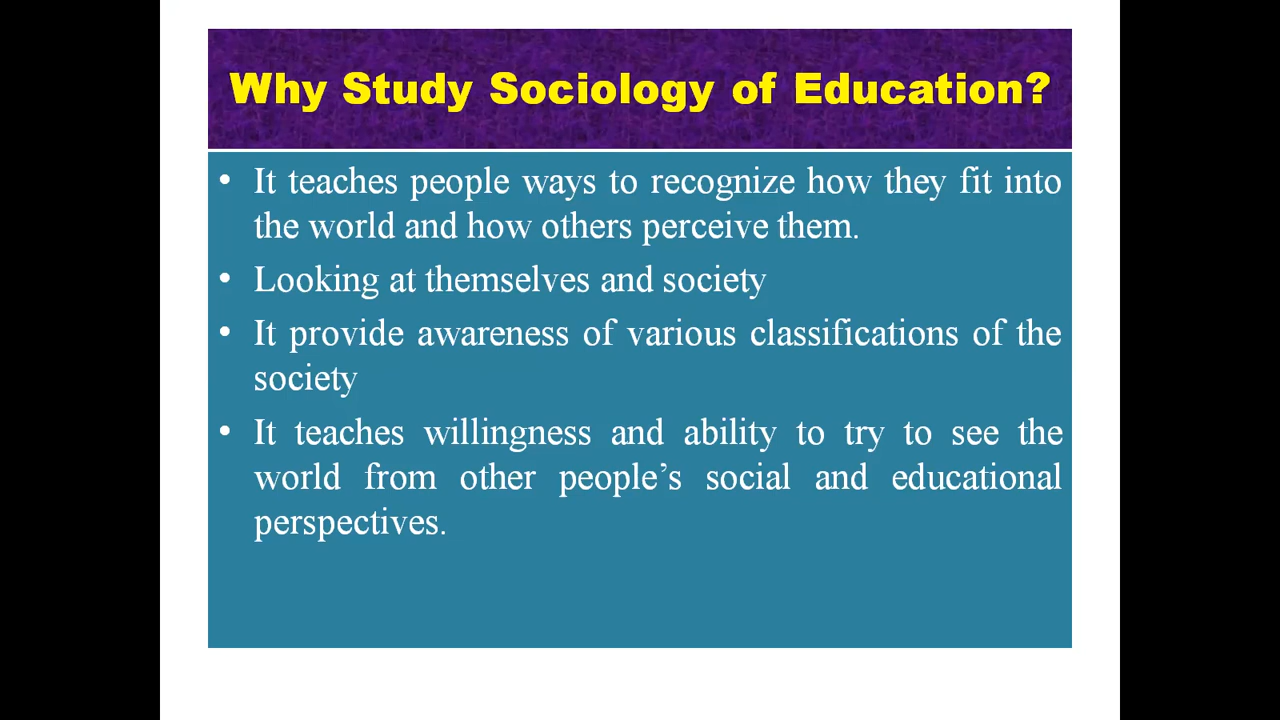 Why Study Sociology of Education?
• It teaches people ways to recognize how they fit into
the world and how others perceive them.
• Looking at themselves and society
• It provide awareness of various classifications of the
society
• It teaches willingness and ability to try to see the
world from other people’s social and educational
perspectives.